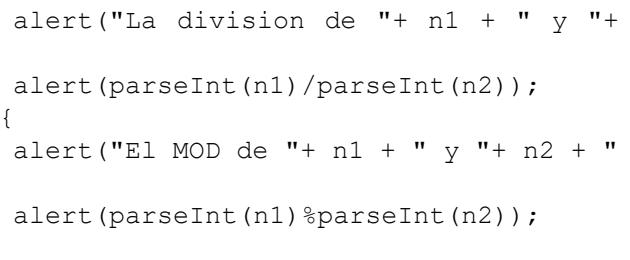 alert("La division de "+ n1 + " y "+
alert(parseInt(n1)/parseInt(n2));
{
alert("El MOD de "+ n1 + " y "+ n2 + "
alert(parseInt(n1)%parseInt(n2));